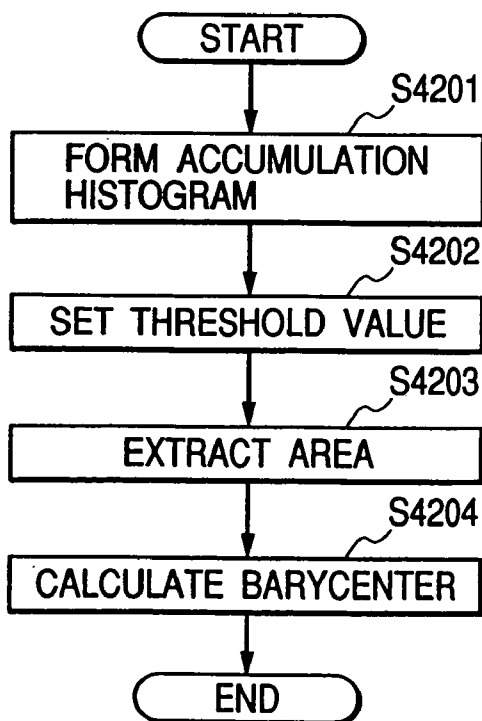 START
S4201
FORM ACCUMULATION
HISTOGRAM
S4202
SET THRESHOLD VALUE
S4203
EXTRACT AREA
S4204
CALCULATE BARYCENTER
END